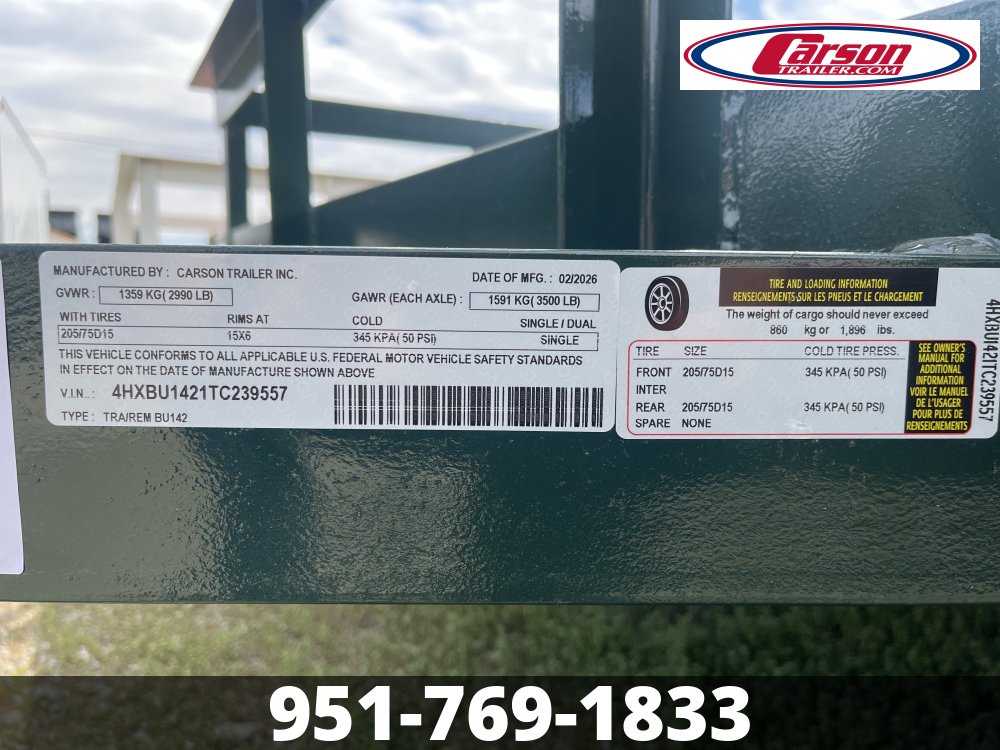 Carson
TRAILER.COM
MANUFACTURED BY : CARSON TRAILER INC.
DATE OF MFG. : 02/2026
GVWR : 1359 KG( 2990 LB)
GAWR (EACH AXLE) : 1591 KG( 3500 LB)
WITH TIRES RIMS AT COLD SINGLE / DUAL
205/75D15 15X6 345 KPA( 50 PSI) SINGLE
THIS VEHICLE CONFORMS TO ALL APPLICABLE U.S. FEDERAL MOTOR VEHICLE SAFETY STANDARDS
IN EFFECT ON THE DATE OF MANUFACTURE SHOWN ABOVE
V.I.N.. : 4HXBU1421TC239557
TYPE : TRA/REM BU142
TIRE AND LOADING INFORMATION
RENSEIGNEMENTS SUR LES PNEUS ET LE CHARGEMENT
The weight of cargo should never exceed
860 kg or 1,896 lbs.
TIRE SIZE COLD TIRE PRESS.
FRONT 205/75D15 345 KPA( 50 PSI)
INTER
REAR 205/75D15 345 KPA( 50 PSI)
SPARE NONE
SEE OWNER'S
MANUAL FOR
ADDITIONAL
INFORMATION
VOIR LE MANUEL
DE L'USAGER
POUR PLUS DE
RENSEIGNEMENTS
4HXBU1421TC239557
951-769-1833